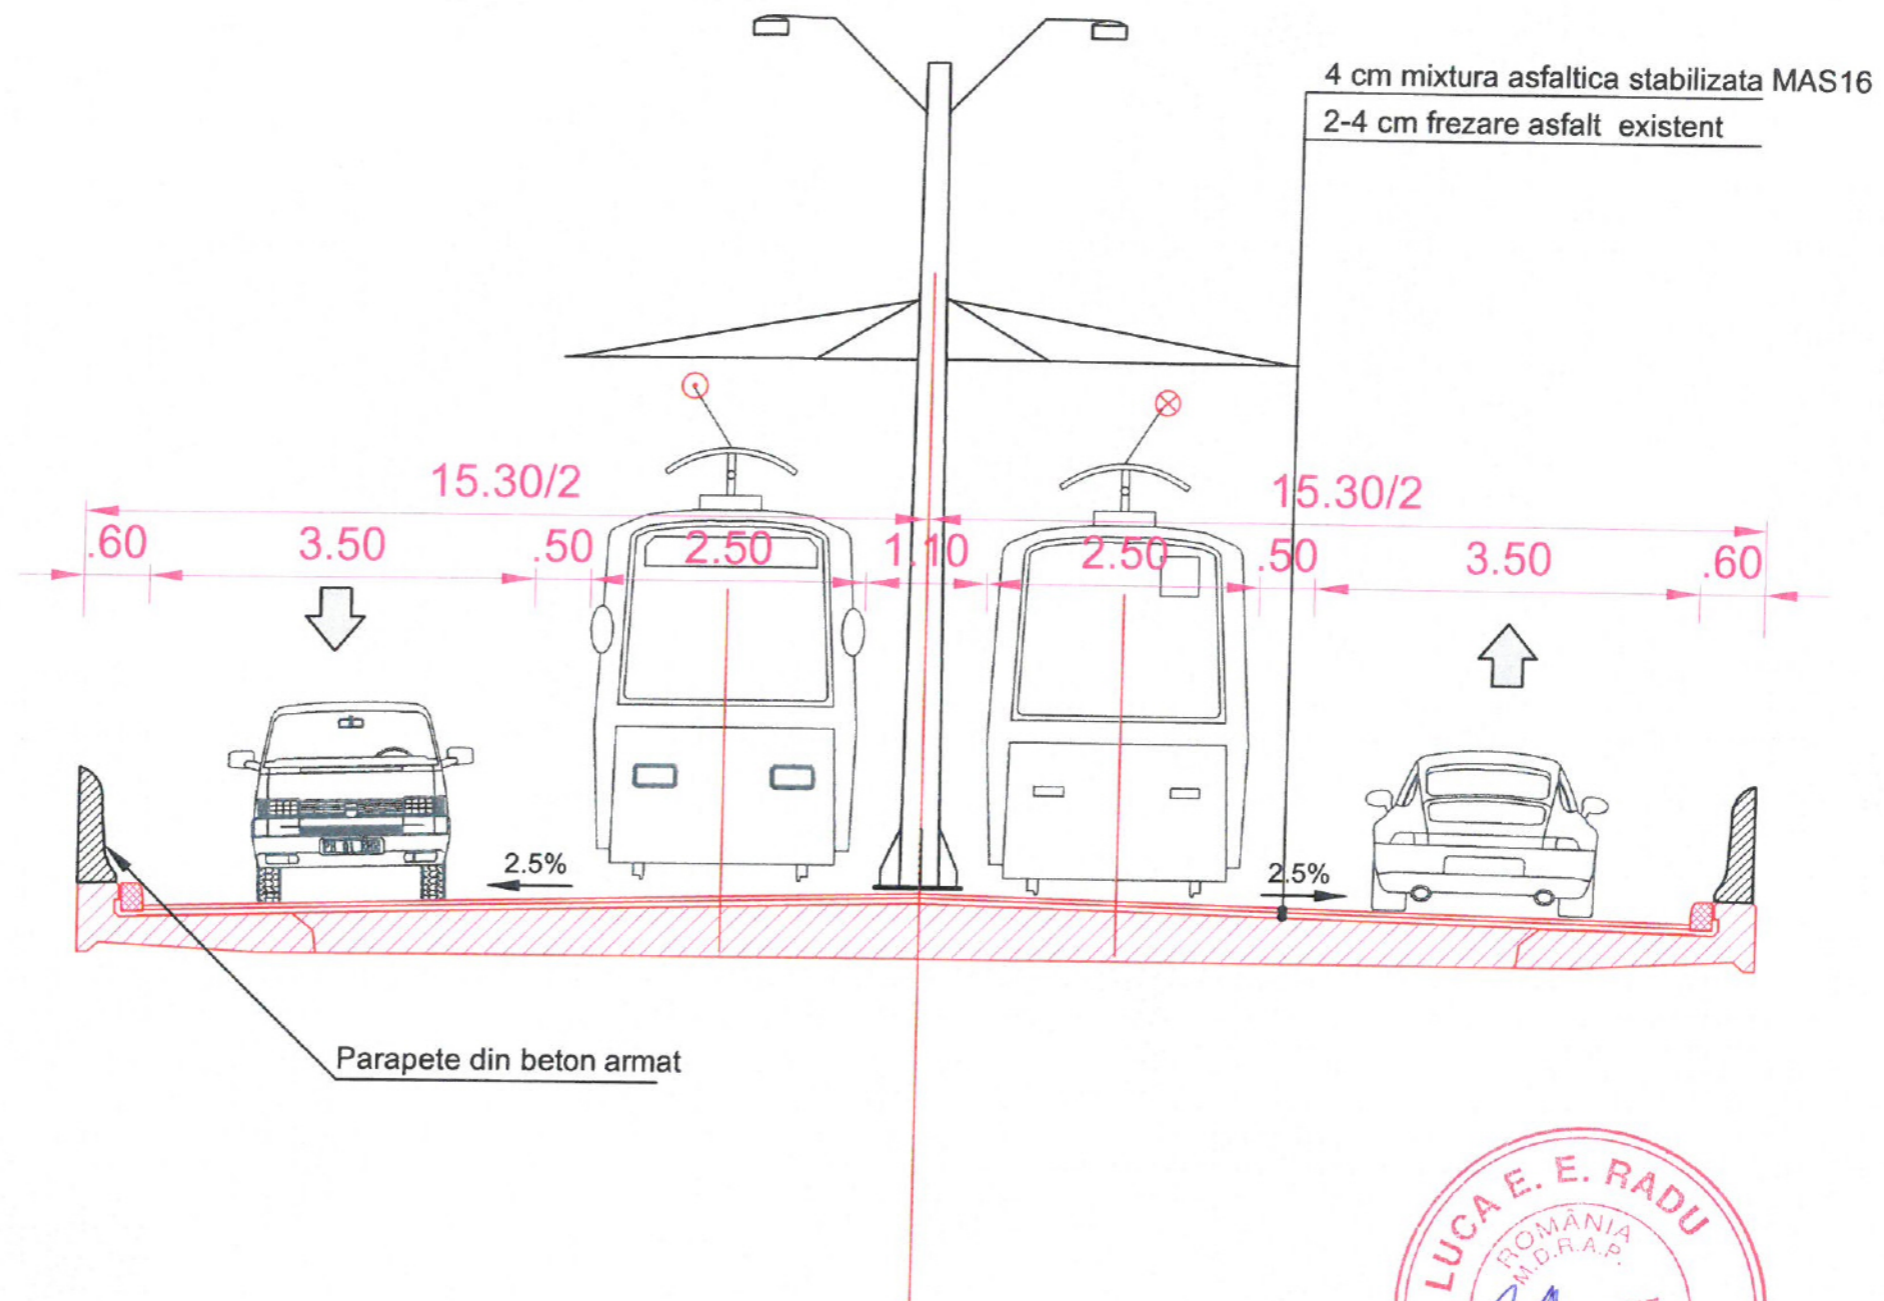 4 cm mixtura asfaltica stabilizata MAS16
2-4 cm frezare asfalt existent
15.30/2 15.30/2
.60 3.50 .50 2.50 1.10 2.50 .50 3.50 .60
2.5% 2.5%
Parapete din beton armat
LUCA E. E. RADU
ROMÂNIA
M.D.R.A.P.